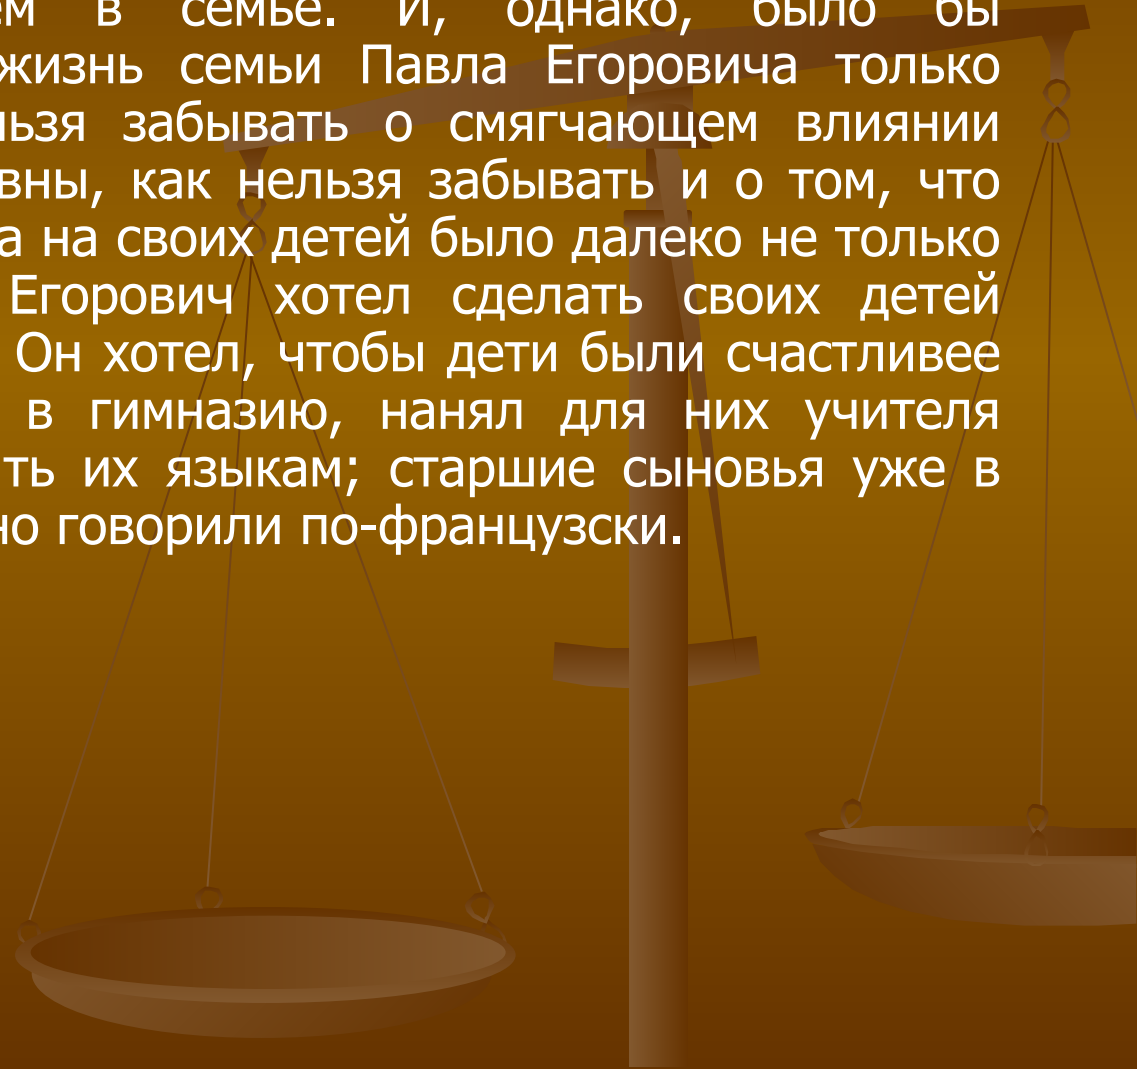 ем в семье. И, однако, было бы
жизнь семьи Павла Егоровича только
льзя забывать о смягчающем влиянии
вны, как нельзя забывать и о том, что
а на своих детей было далеко не только
Егорович хотел сделать своих детей
Он хотел, чтобы дети были счастливее
в гимназию, нанял для них учителя
ть их языкам; старшие сыновья уже в
но говорили по-французски.